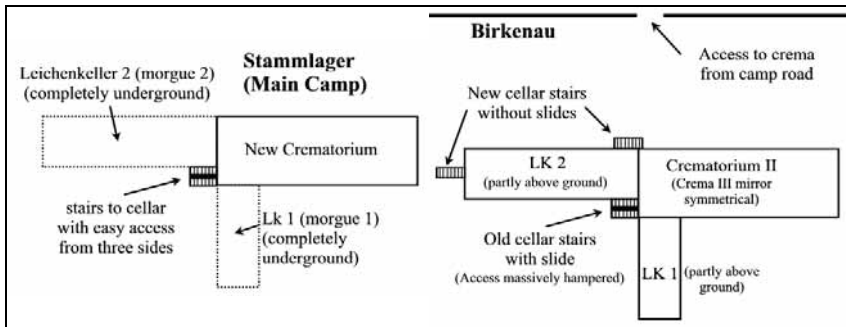 Leichenkeller 2 (morgue 2)
(completely underground)
Stammlager
(Main Camp)
New Crematorium
stairs to cellar
with easy access
from three sides
Lk 1 (morgue 1)
(completely
underground)
Birkenau
Access to crema
from camp road
New cellar stairs
without slides
LK 2
(partly above ground)
Crematorium II
(Crema III mirror
symmetrical)
Old cellar stairs
with slide
(Access massively hampered)
LK 1
(partly above
ground)